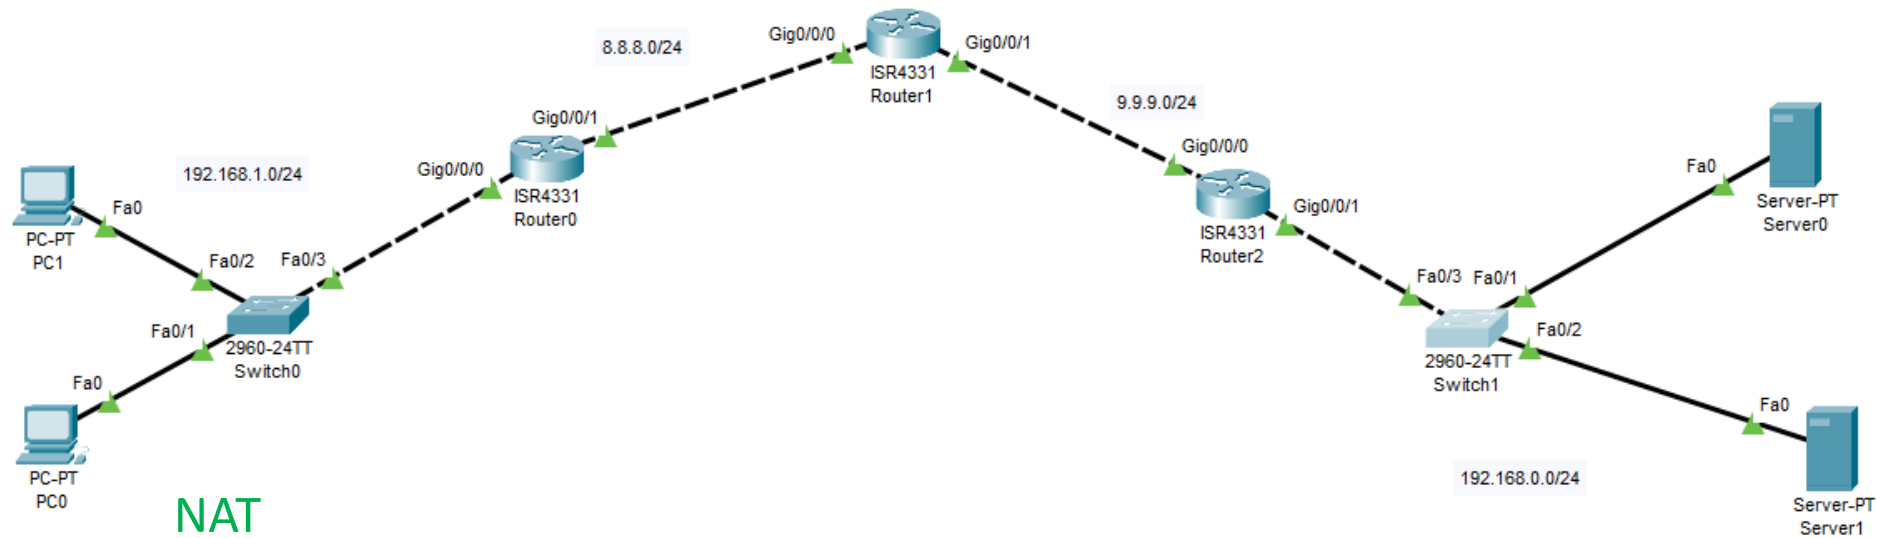 Gig0/0/0
Gig0/0/1
ISR4331
Router1
8.8.8.0/24
9.9.9.0/24
Gig0/0/1
Gig0/0/0
ISR4331
Router0
192.168.1.0/24
Fa0
PC-PT
PC1
Fa0/2
Fa0/3
Fa0/1
2960-24TT
Switch0
Fa0
PC-PT
PC0
NAT
Gig0/0/0
Gig0/0/1
ISR4331
Router2
Fa0
Server-PT
Server0
Fa0/3
Fa0/1
Fa0/2
2960-24TT
Switch1
Fa0
192.168.0.0/24
Server-PT
Server1